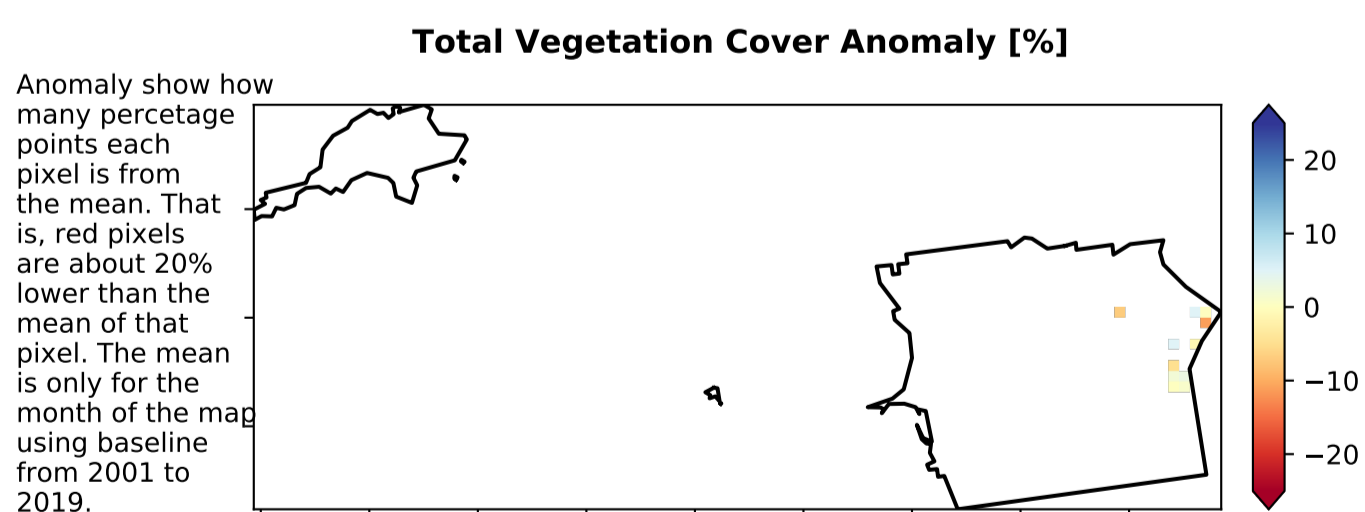 Total Vegetation Cover Anomaly [%]
Anomaly show how
many percetage
points each
pixel is from
the mean. That
is, red pixels
are about 20%
lower than the
mean of that
pixel. The mean
is only for the
month of the map
using baseline
from 2001 to
2019.
20
10
0
−10
−20